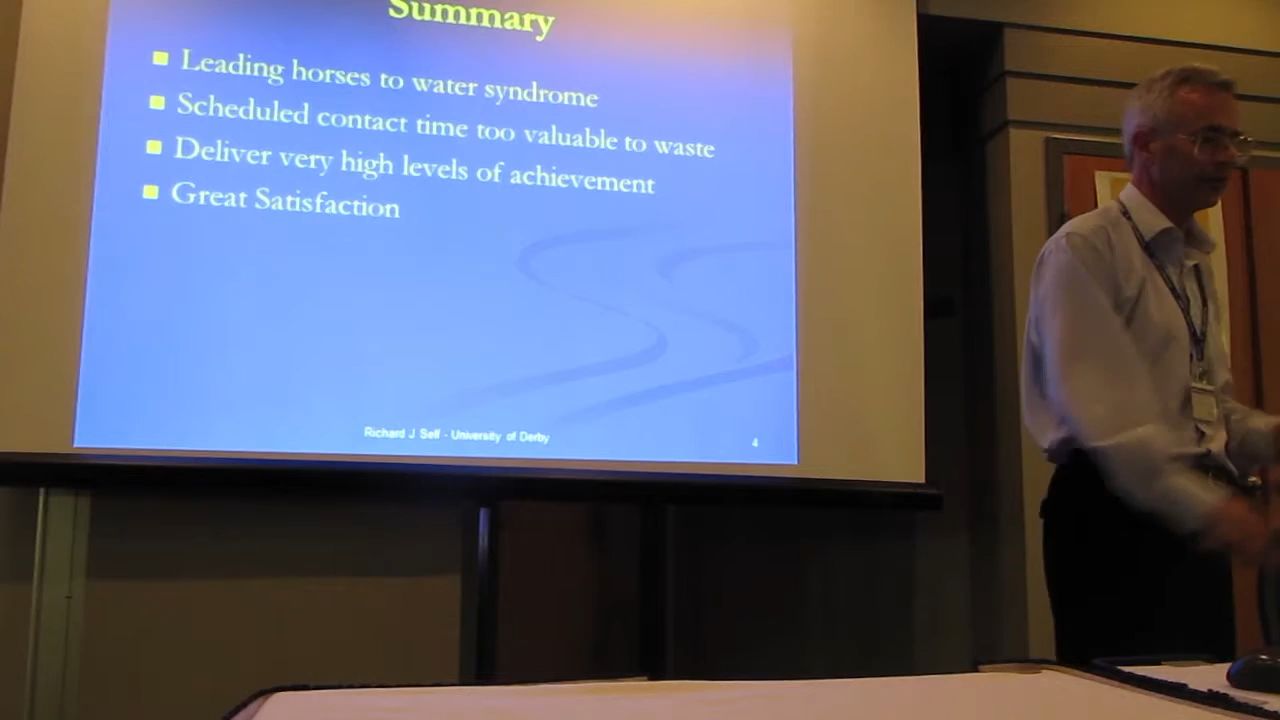 Summary
Leading horses to water syndrome
Scheduled contact time too valuable to waste
Deliver very high levels of achievement
Great Satisfaction
Richard J Self - University of Derby
4